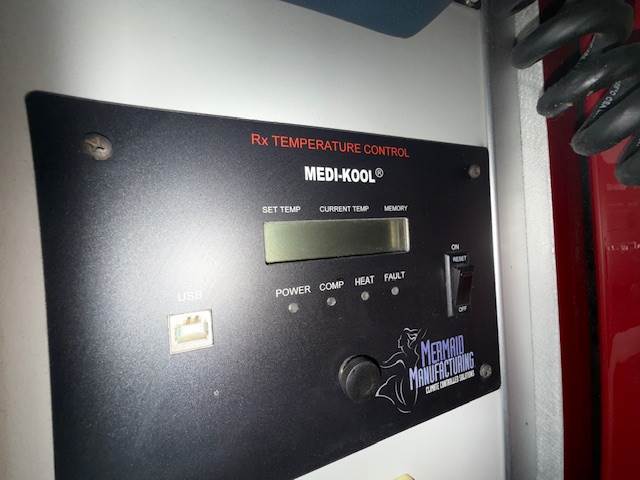 Rx TEMPERATURE CONTROL
MEDI-KOOL®
SET TEMP CURRENT TEMP MEMORY
ON
RESET
POWER COMP HEAT FAULT
USB
OFF
MERMAID
MANUFACTURING
CLIMATE CONTROLLED SOLUTIONS